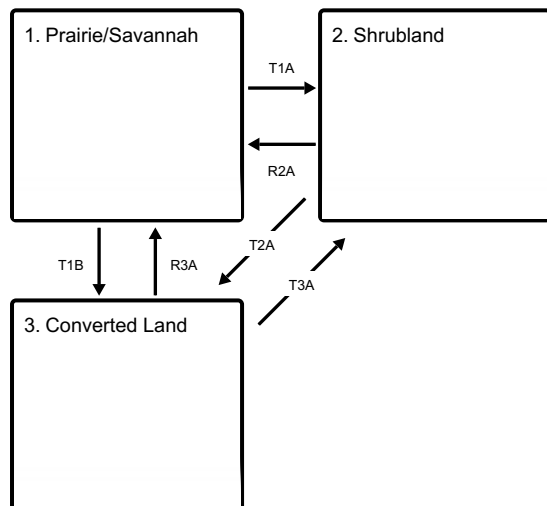 1. Prairie/Savannah
2. Shrubland
T1A
R2A
T1B
R3A
T2A
T3A
3. Converted Land